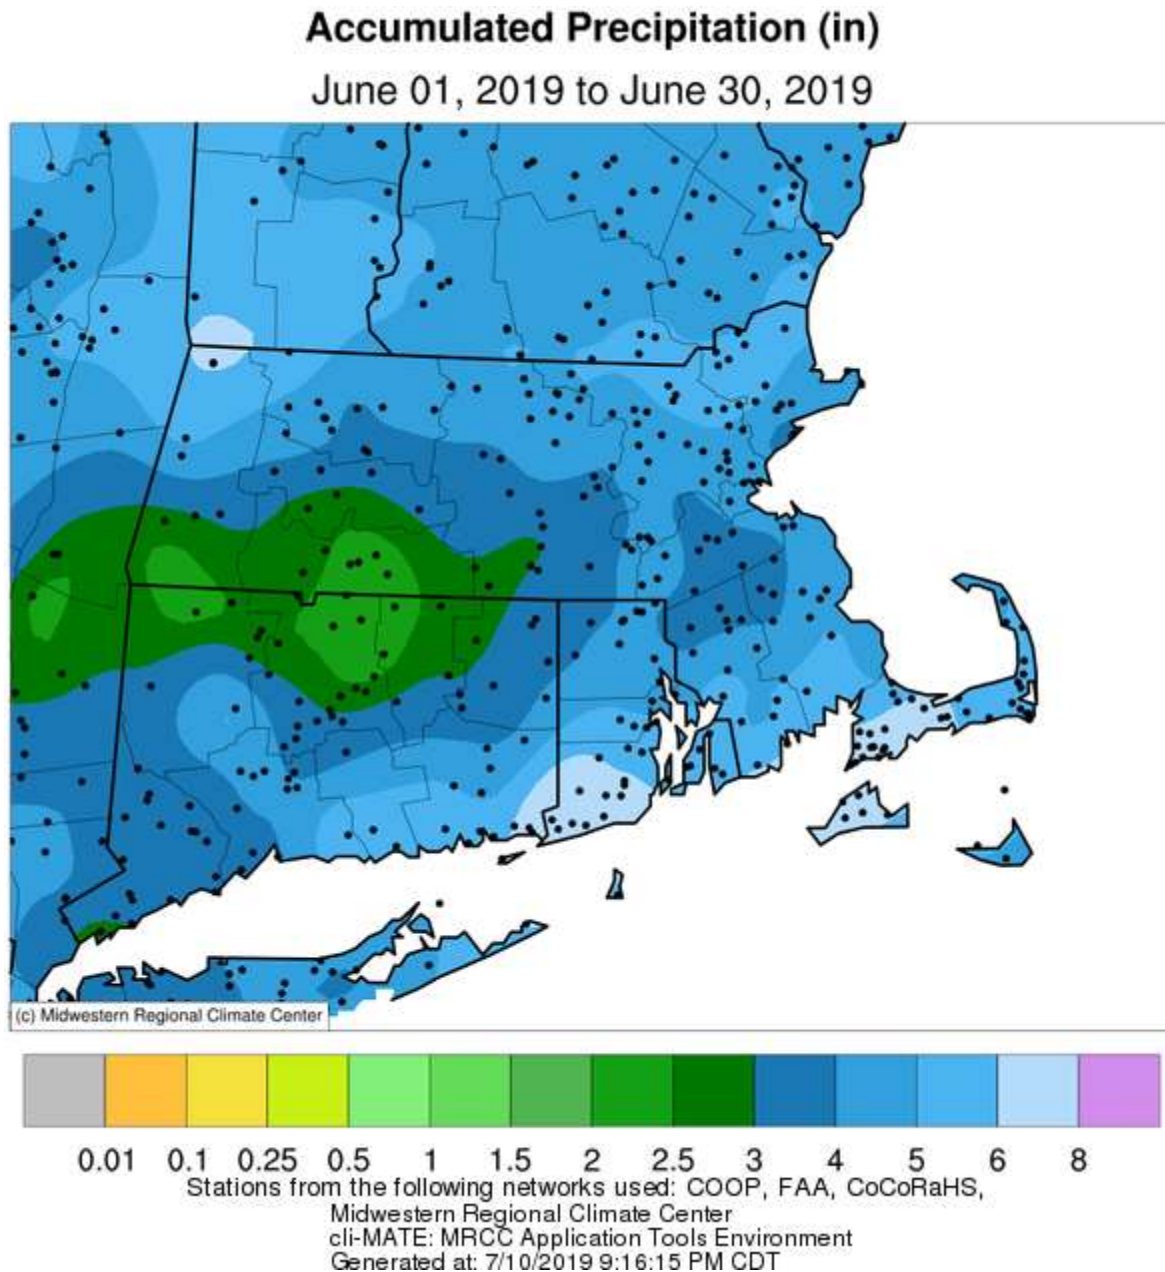 Accumulated Precipitation (in)
June 01, 2019 to June 30, 2019
(c) Midwestern Regional Climate Center
0.01 0.1 0.25 0.5 1 1.5 2 2.5 3 4 5 6 8
Stations from the following networks used: COOP, FAA, CoCoRaHS,
Midwestern Regional Climate Center
cli-MATE: MRCC Application Tools Environment
Generated at: 7/10/2019 9:16:15 PM CDT